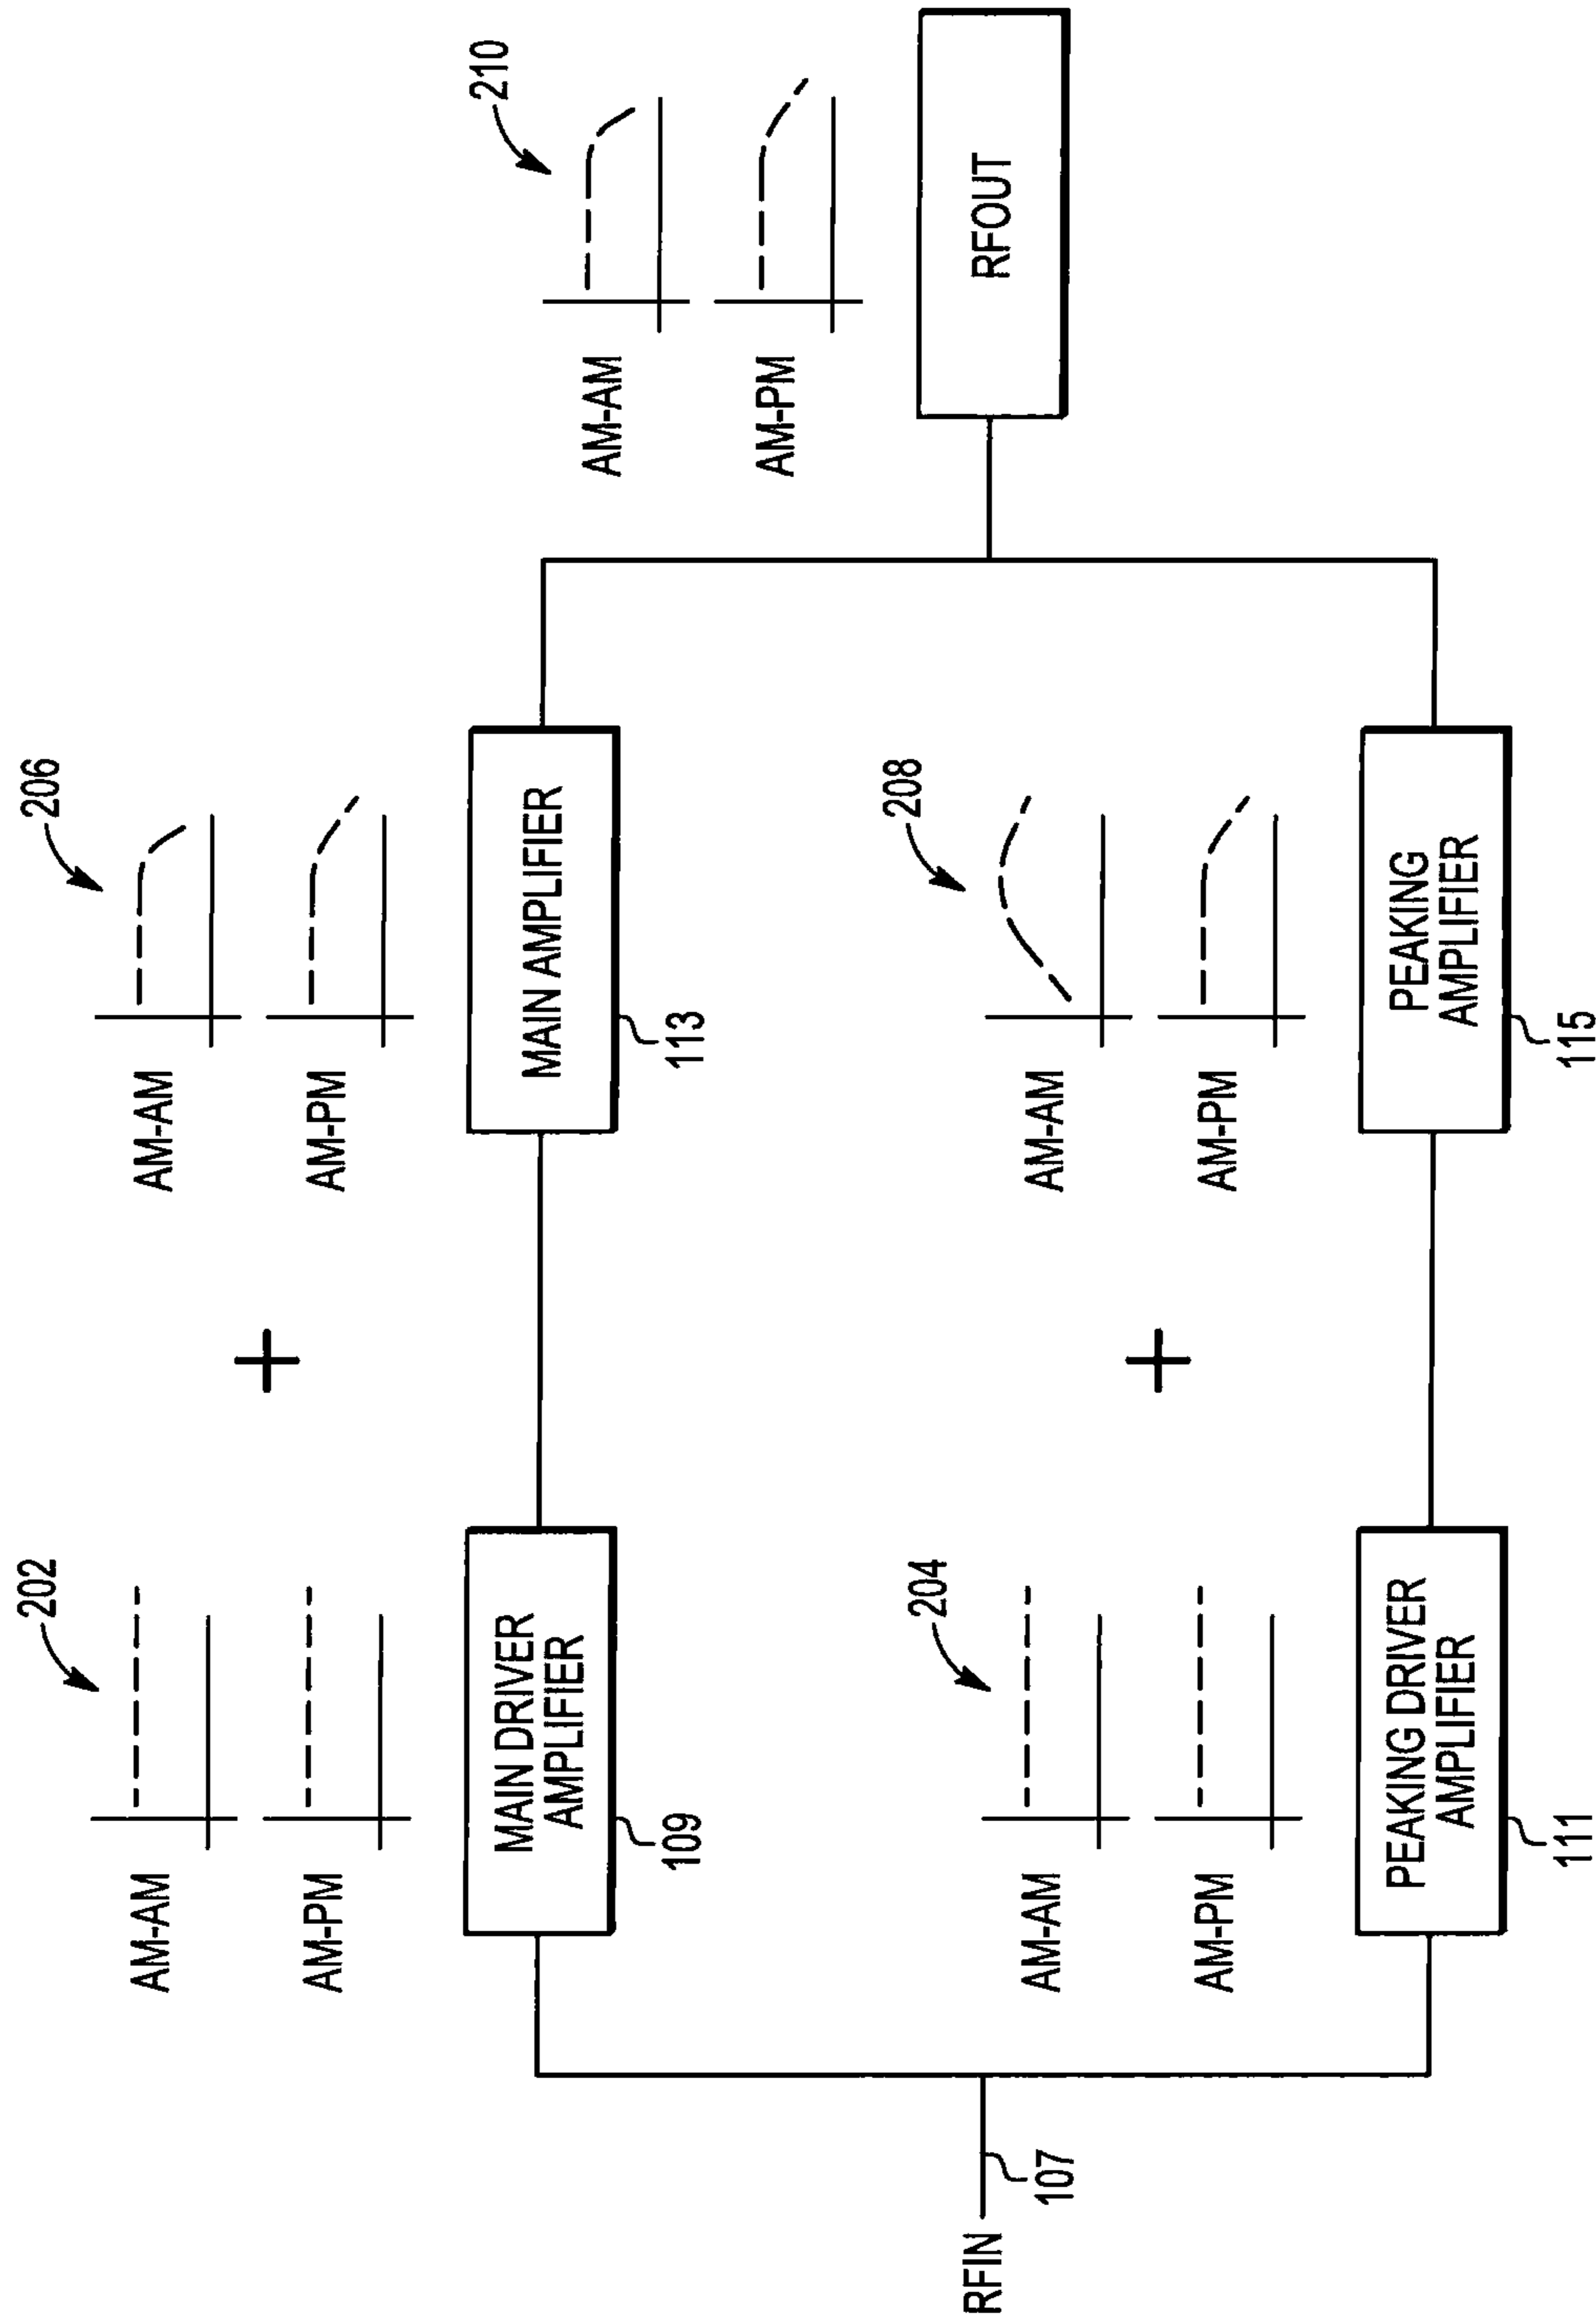 RFIN
107
202
AM-AM
AM-PM
MAIN DRIVER
AMPLIFIER
109
+
206
AM-AM
AM-PM
MAIN AMPLIFIER
113
204
AM-AM
AM-PM
PEAKING DRIVER
AMPLIFIER
111
+
208
AM-AM
AM-PM
PEAKING
AMPLIFIER
115
210
AM-AM
AM-PM
RFOUT